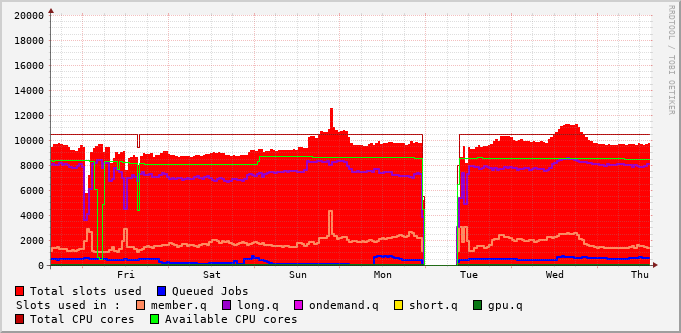 RRDTOOL / TOBI OETIKER
20000
18000
16000
14000
12000
10000
8000
6000
4000
2000
0
Fri Sat Sun Mon Tue Wed Thu
Total slots used Queued Jobs
Slots used in : member.q long.q ondemand.q short.q gpu.q
Total CPU cores Available CPU cores